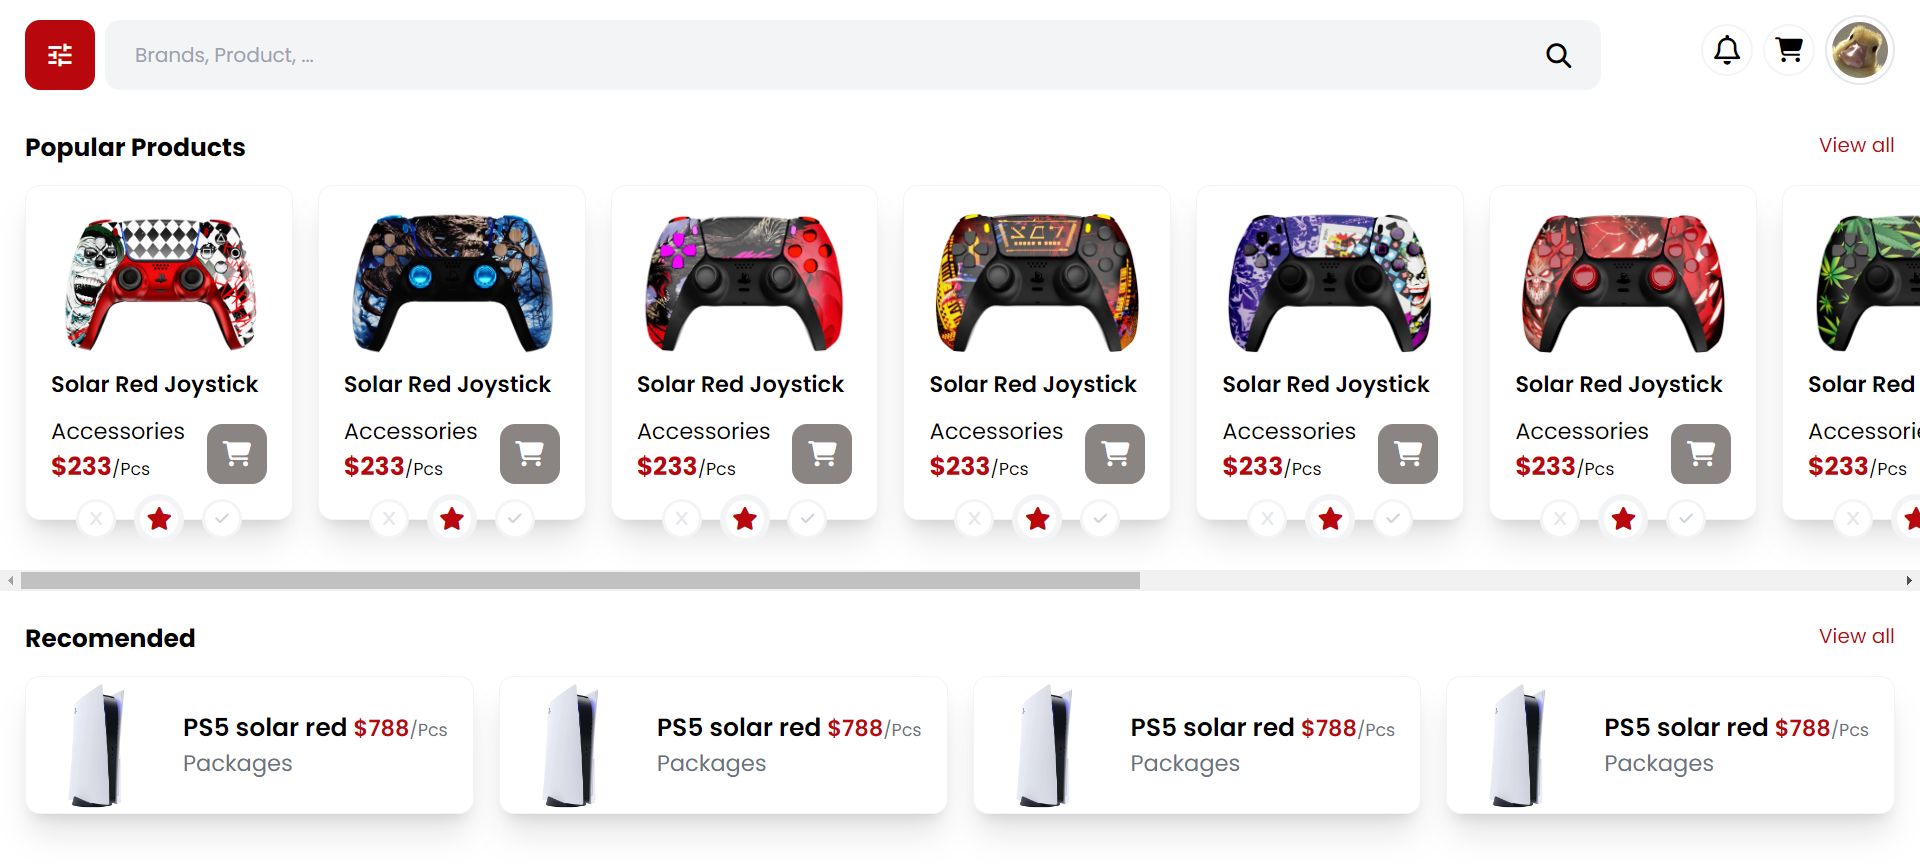 Brands, Product, ...
Popular Products
View all
Solar Red Joystick
Accessories
$233/Pcs
Solar Red Joystick
Accessories
$233/Pcs
Solar Red Joystick
Accessories
$233/Pcs
Solar Red Joystick
Accessories
$233/Pcs
Solar Red Joystick
Accessories
$233/Pcs
Solar Red Joystick
Accessories
$233/Pcs
Solar Red
Accessorie
$233/Pcs
Recomended
View all
PS5 solar red $788/Pcs
Packages
PS5 solar red $788/Pcs
Packages
PS5 solar red $788/Pcs
Packages
PS5 solar red $788/Pcs
Packages